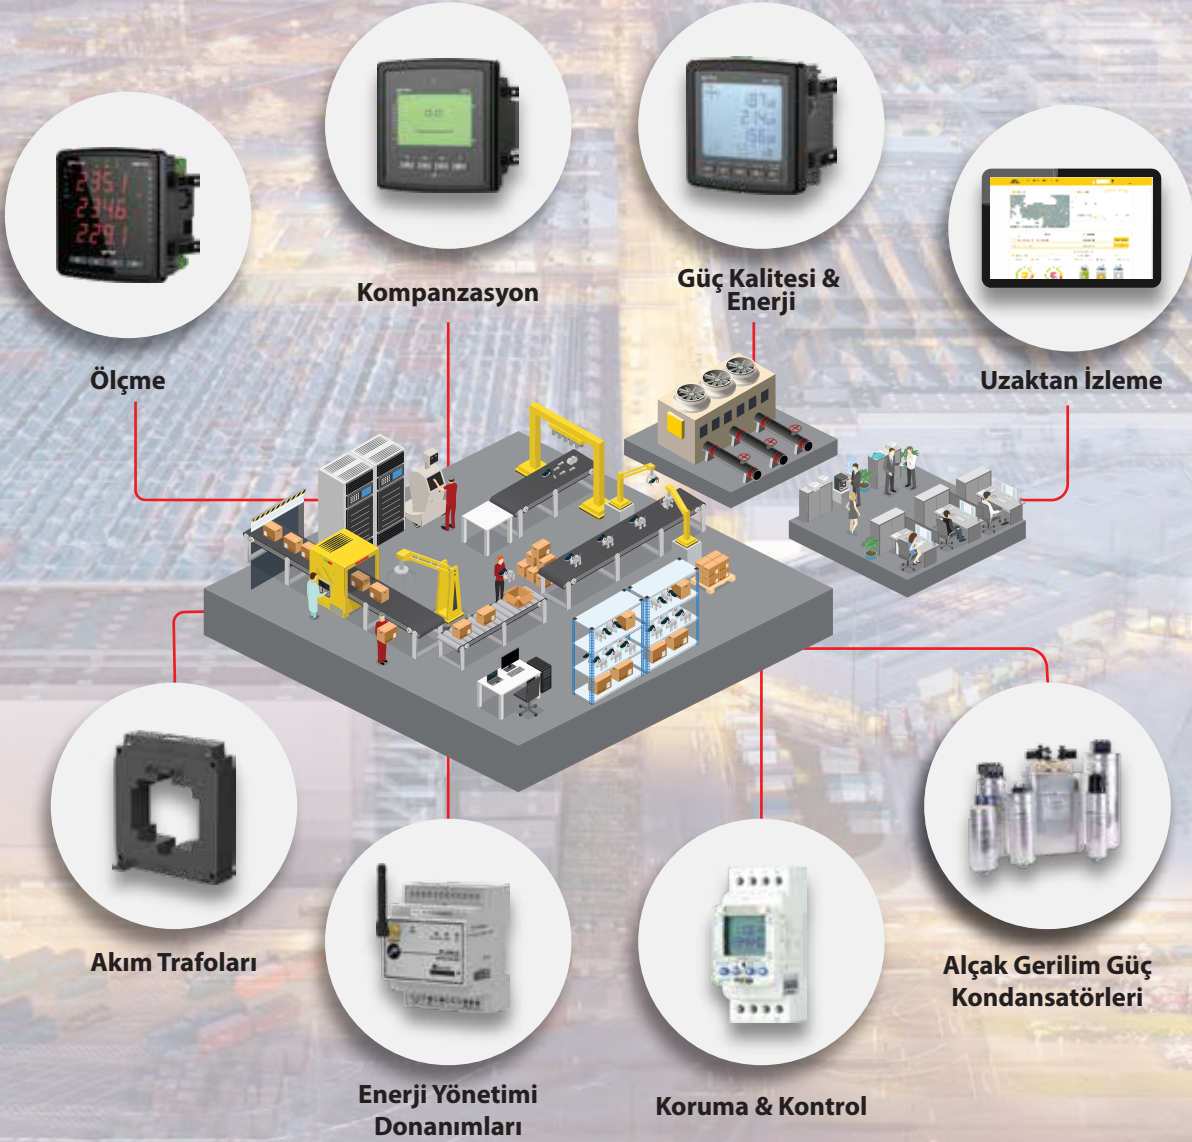 Kompanzasyon
Güç Kalitesi &
Enerji
Ölçme
Uzaktan İzleme
235.1
234.6
229.1
Akım Trafoları
Alçak Gerilim Güç
Kondansatörleri
Enerji Yönetimi
Donanımları
Koruma & Kontrol